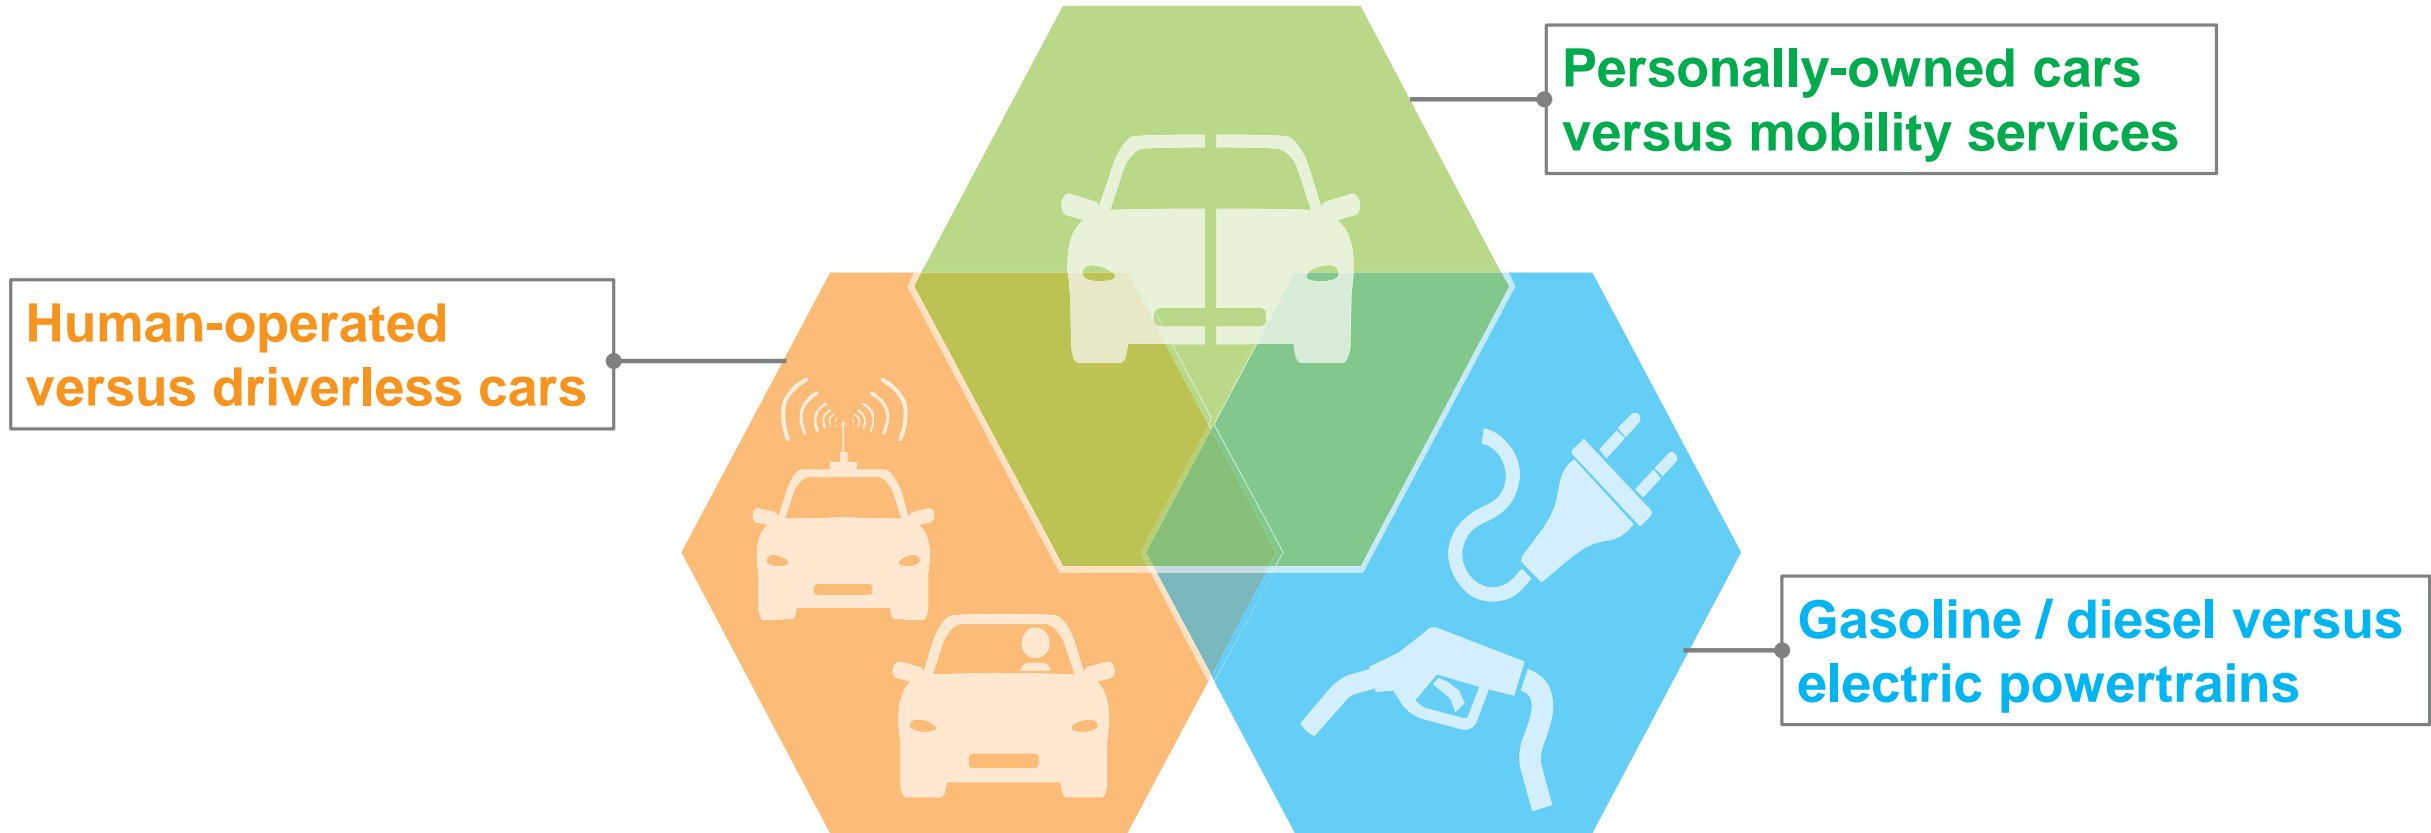 Personally-owned cars
versus mobility services
Human-operated
versus driverless cars
Gasoline / diesel versus
electric powertrains